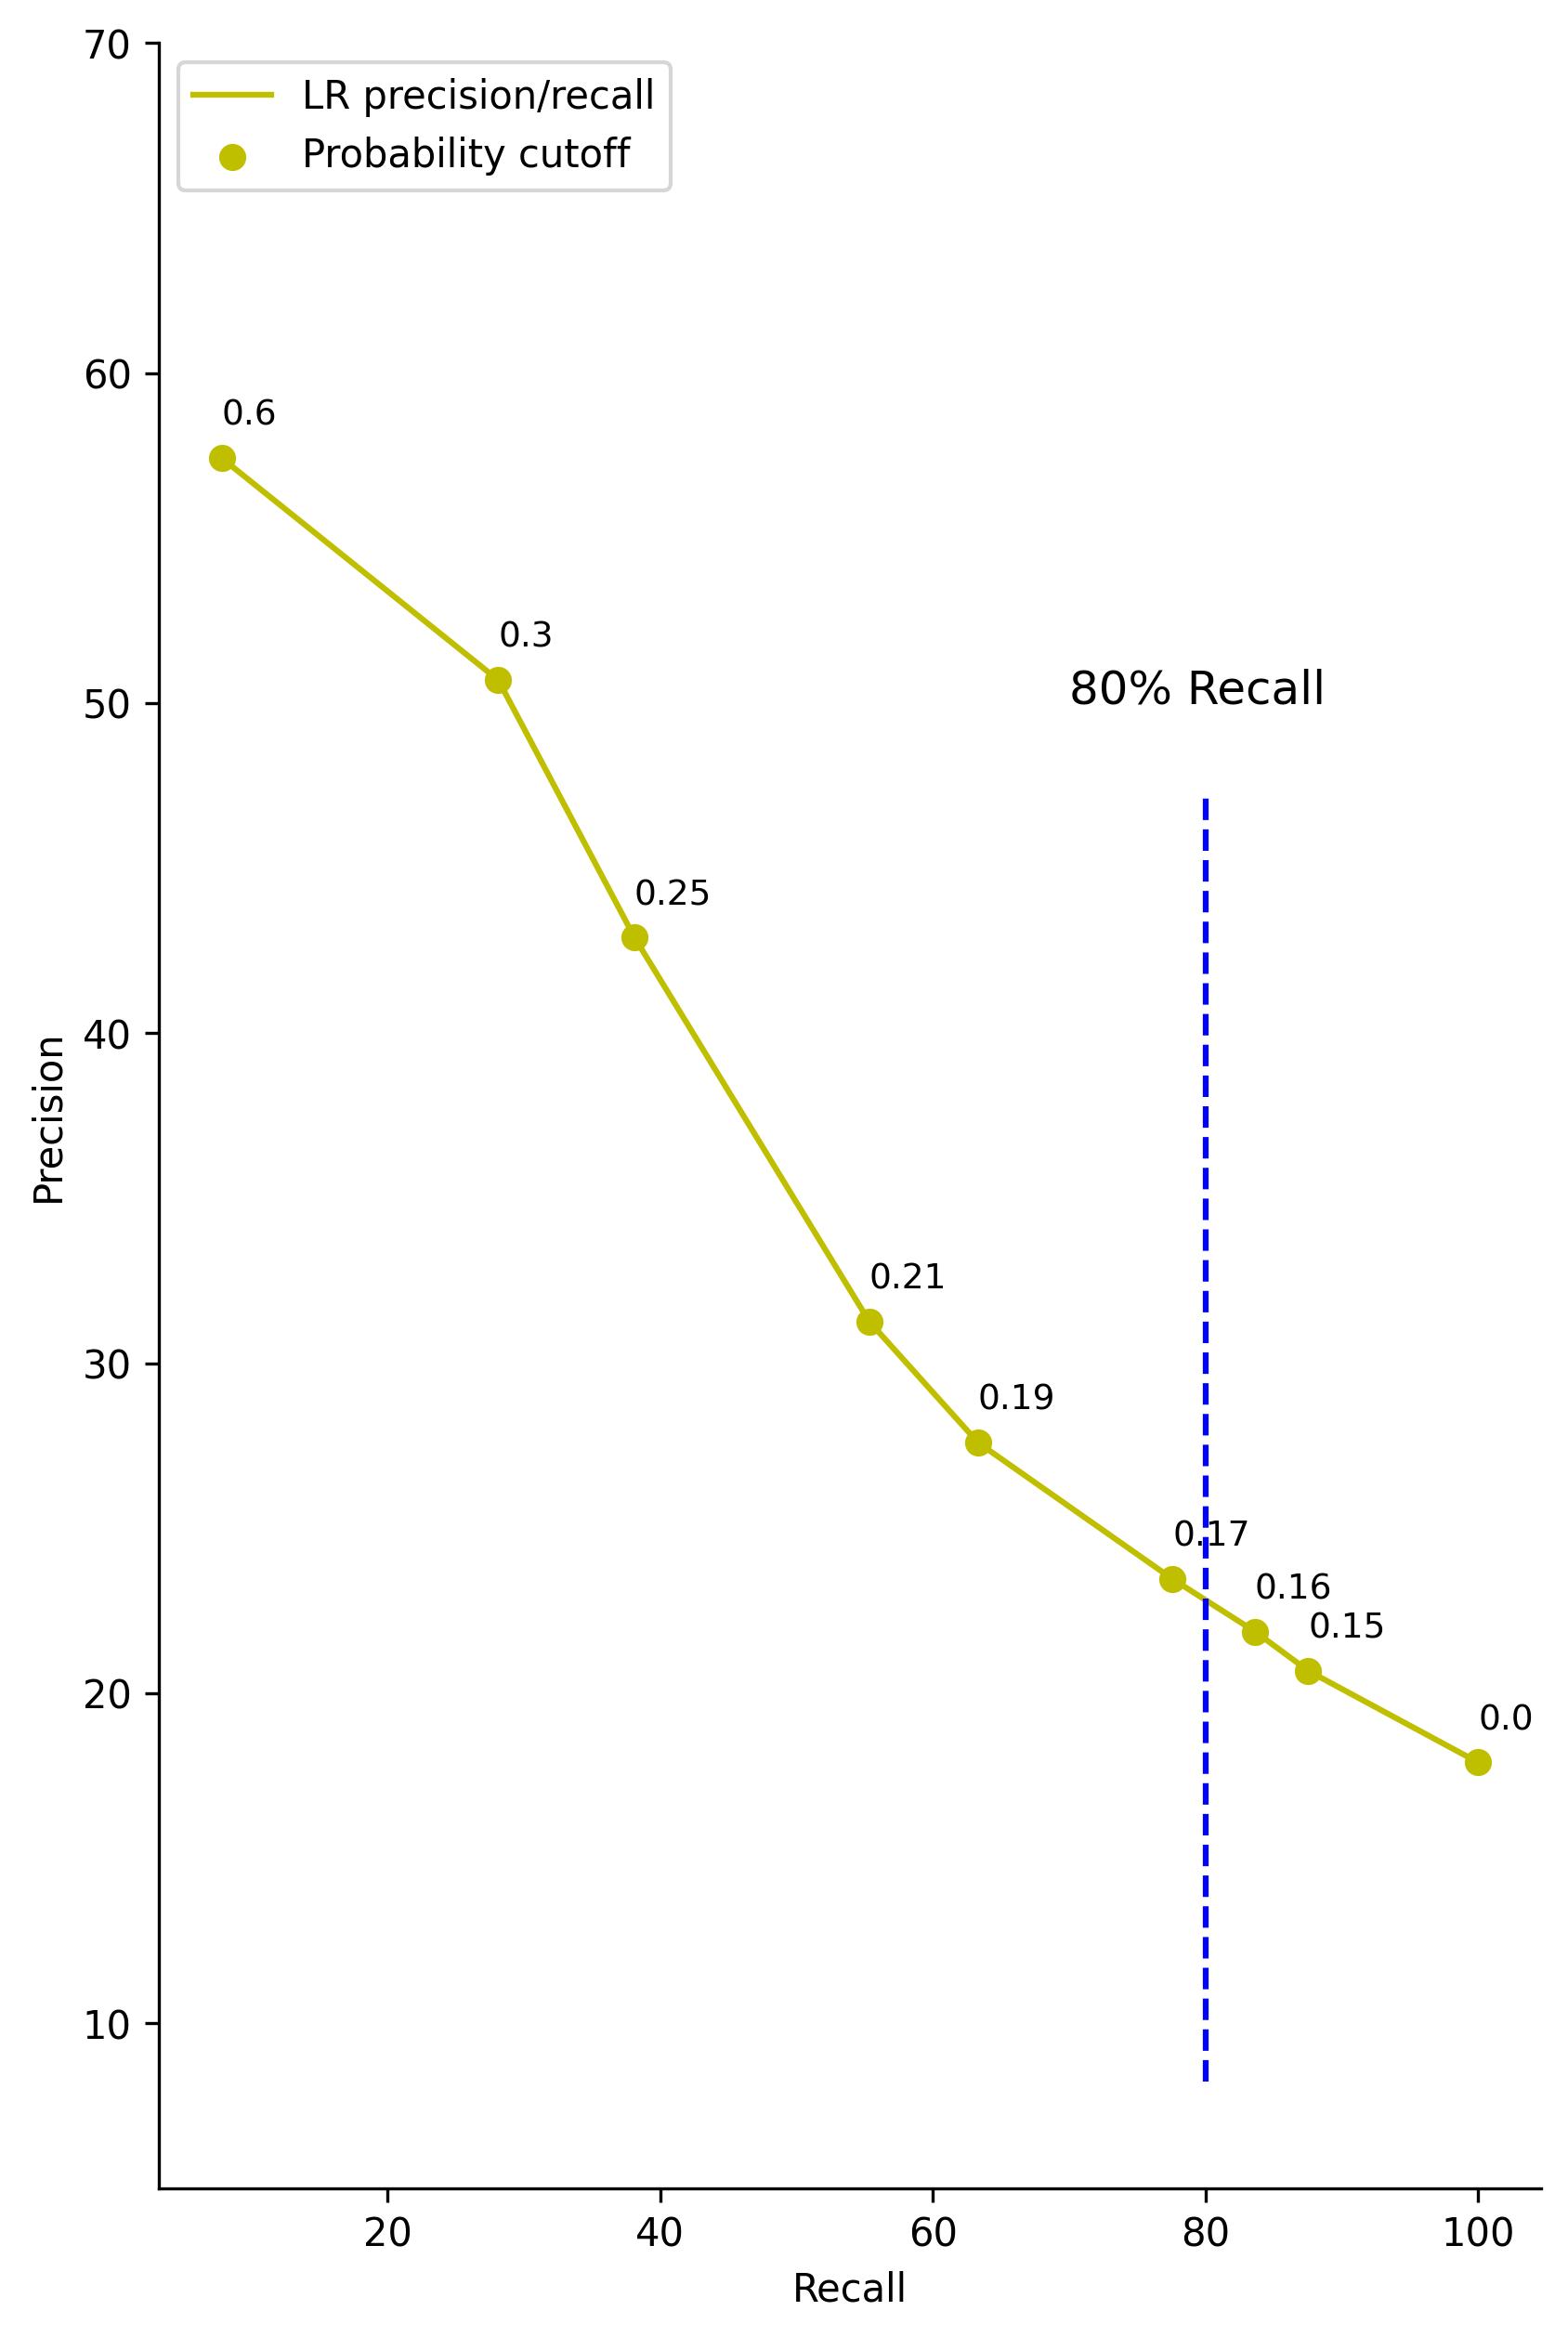 70
LR precision/recall
Probability cutoff
60
0.6
0.3
50
80% Recall
0.25
40
Precision
0.21
30
0.19
0.17
0.16
0.15
20
0.0
10
20 40 60 80 100
Recall